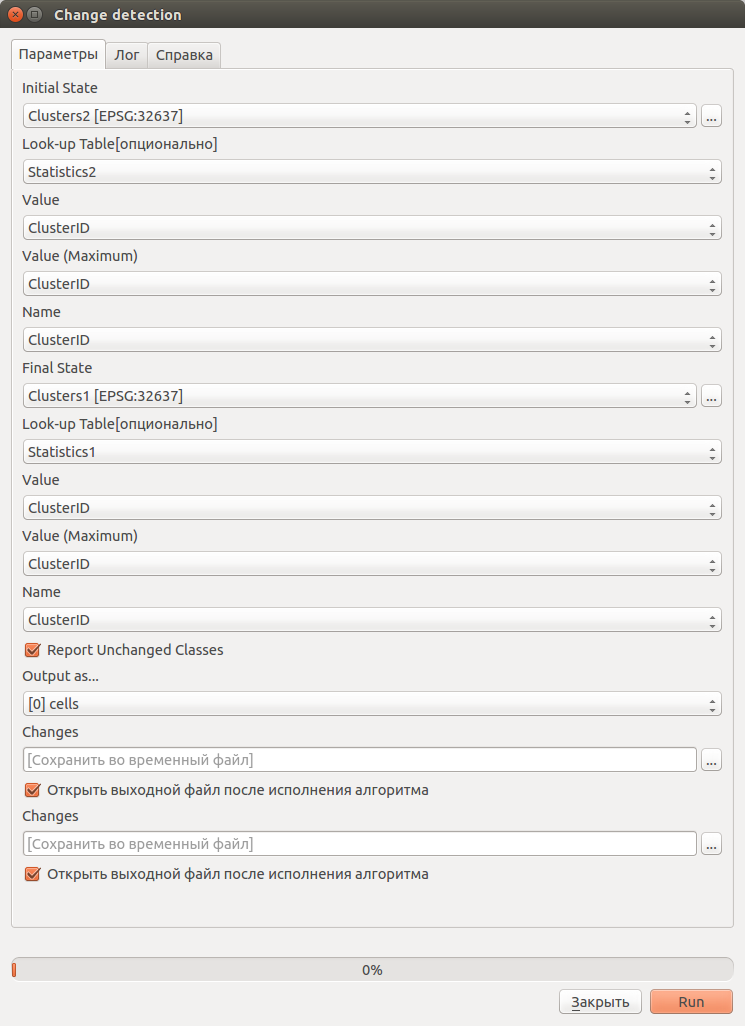 Change detection
Параметры Лог Справка
Initial State
Clusters2 [EPSG:32637] ...
Look-up Table[опционально]
Statistics2
Value
ClusterID
Value (Maximum)
ClusterID
Name
ClusterID
Final State
Clusters1 [EPSG:32637] ...
Look-up Table[опционально]
Statistics1
Value
ClusterID
Value (Maximum)
ClusterID
Name
ClusterID
Report Unchanged Classes
Output as...
[0] cells
Changes
[Сохранить во временный файл] ...
Открыть выходной файл после исполнения алгоритма
Changes
[Сохранить во временный файл] ...
Открыть выходной файл после исполнения алгоритма
0%
Закрыть Run